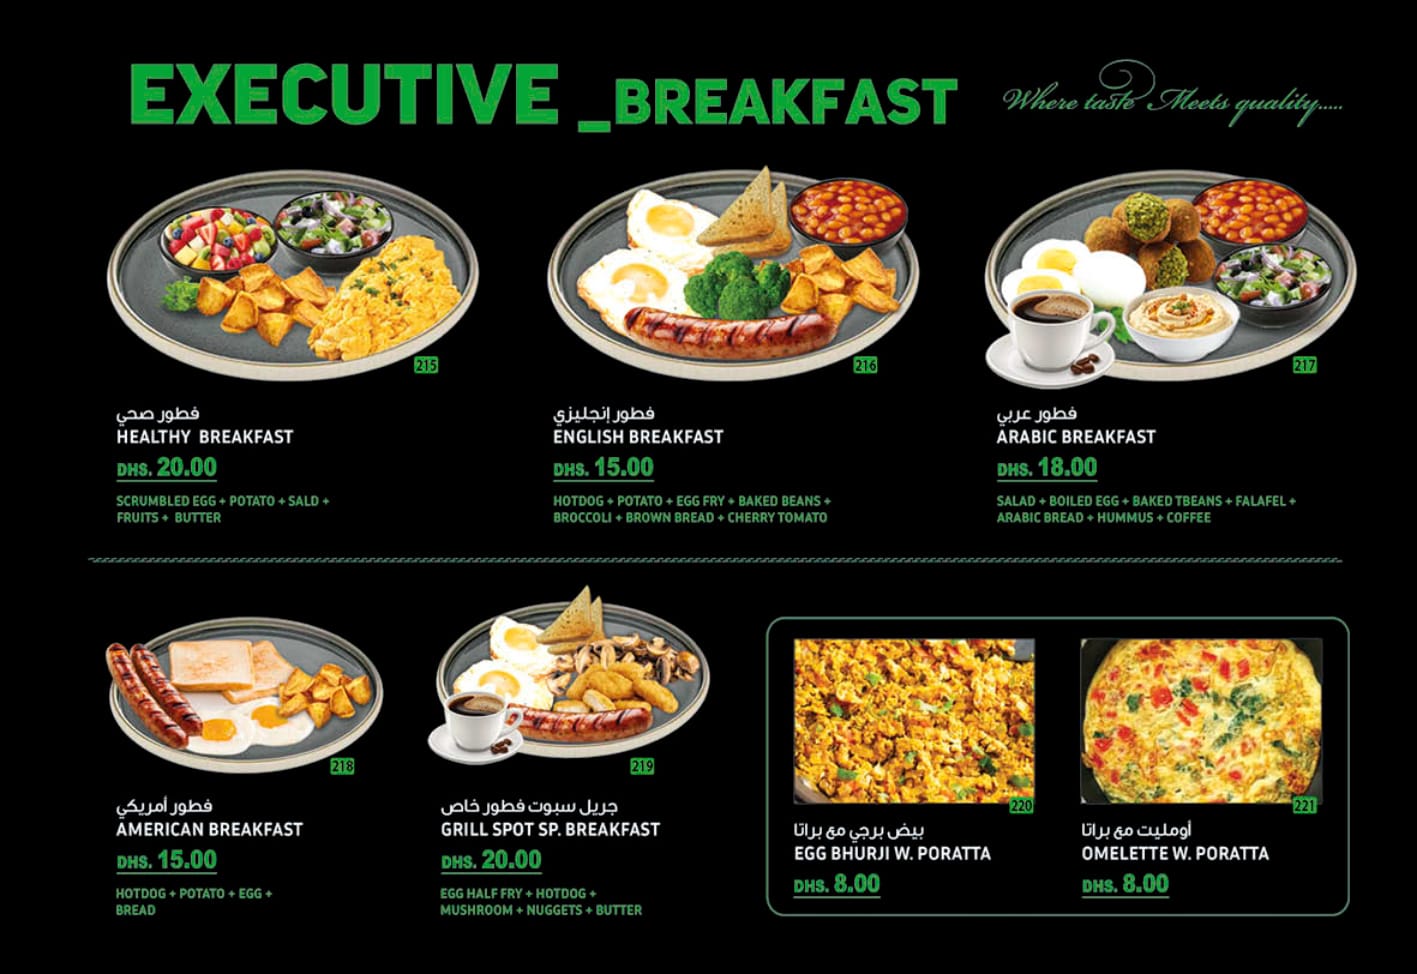 EXECUTIVE _BREAKFAST
Where taste Meets quality.....
215
فطور صحي
HEALTHY BREAKFAST
DHS. 20.00
SCRUMBLED EGG + POTATO + SALD +
FRUITS + BUTTER
216
فطور إنجليزي
ENGLISH BREAKFAST
DHS. 15.00
HOTDOG + POTATO + EGG FRY + BAKED BEANS +
BROCCOLI + BROWN BREAD + CHERRY TOMATO
217
فطور عربي
ARABIC BREAKFAST
DHS. 18.00
SALAD + BOILED EGG + BAKED TBEANS + FALAFEL +
ARABIC BREAD + HUMMUS + COFFEE
218
فطور أمريكي
AMERICAN BREAKFAST
DHS. 15.00
HOTDOG + POTATO + EGG +
BREAD
219
جريل سبوت فطور خاص
GRILL SPOT SP. BREAKFAST
DHS. 20.00
EGG HALF FRY + HOTDOG +
MUSHROOM + NUGGETS + BUTTER
220
بيض برجي مع براتا
EGG BHURJI W. PORATTA
DHS. 8.00
221
أومليت مع براتا
OMELETTE W. PORATTA
DHS. 8.00